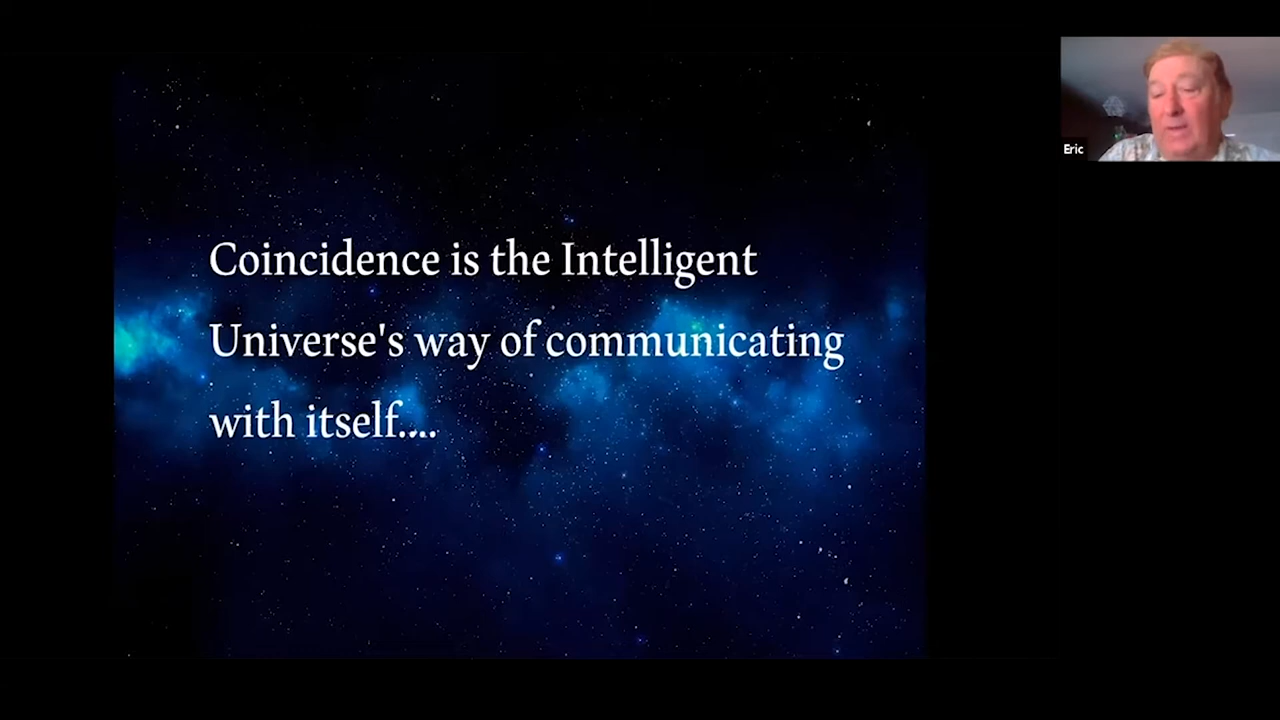 Coincidence is the Intelligent
Universe's way of communicating
with itself....
Eric